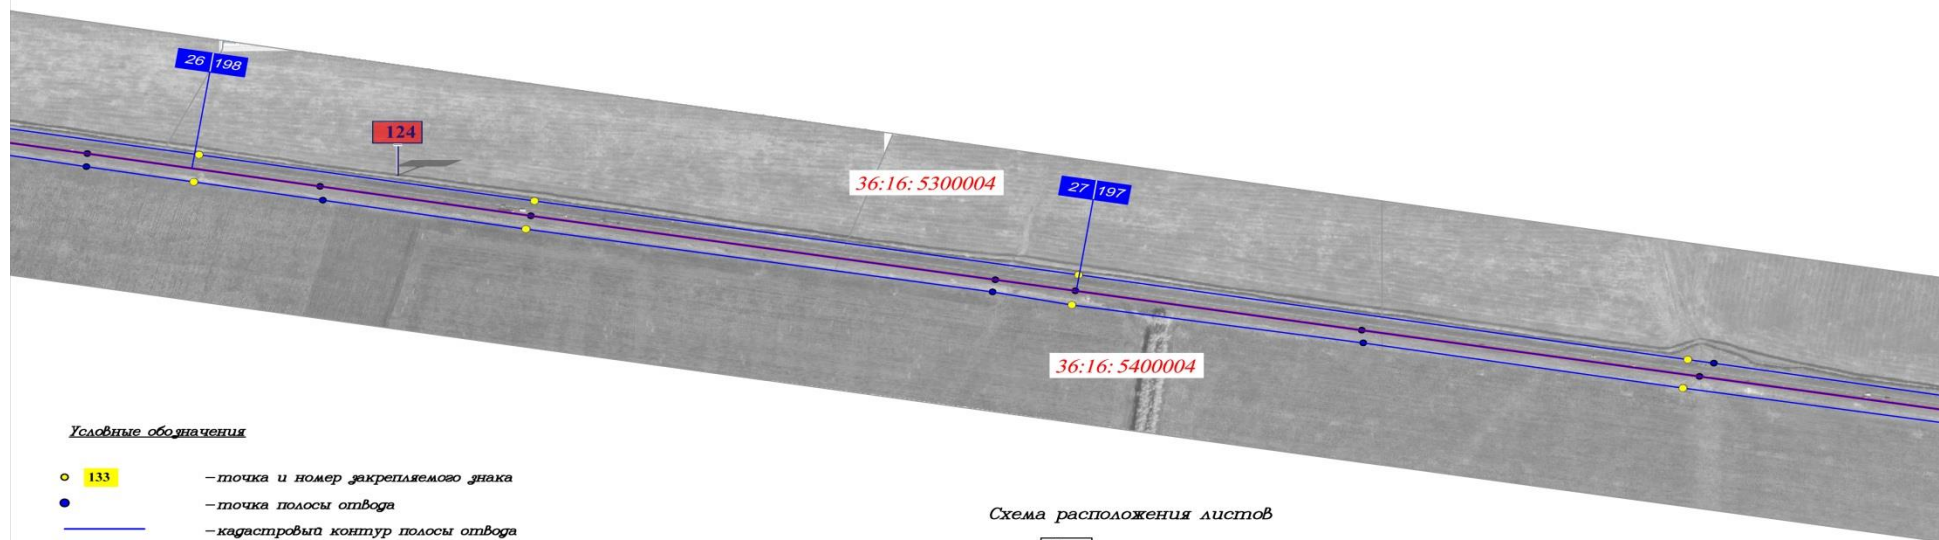 26 198
124
36:16:5300004
27 197
36:16:5400004
Условные обозначения
133 –точка и номер закрепляемого знака
–точка полосы отвода
–кадастровый контур полосы отвода
Схема расположения листов